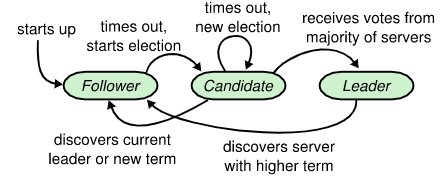 starts up
times out,
starts election
times out,
new election
receives votes from
majority of servers
Follower
Candidate
Leader
discovers current
leader or new term
discovers server
with higher term